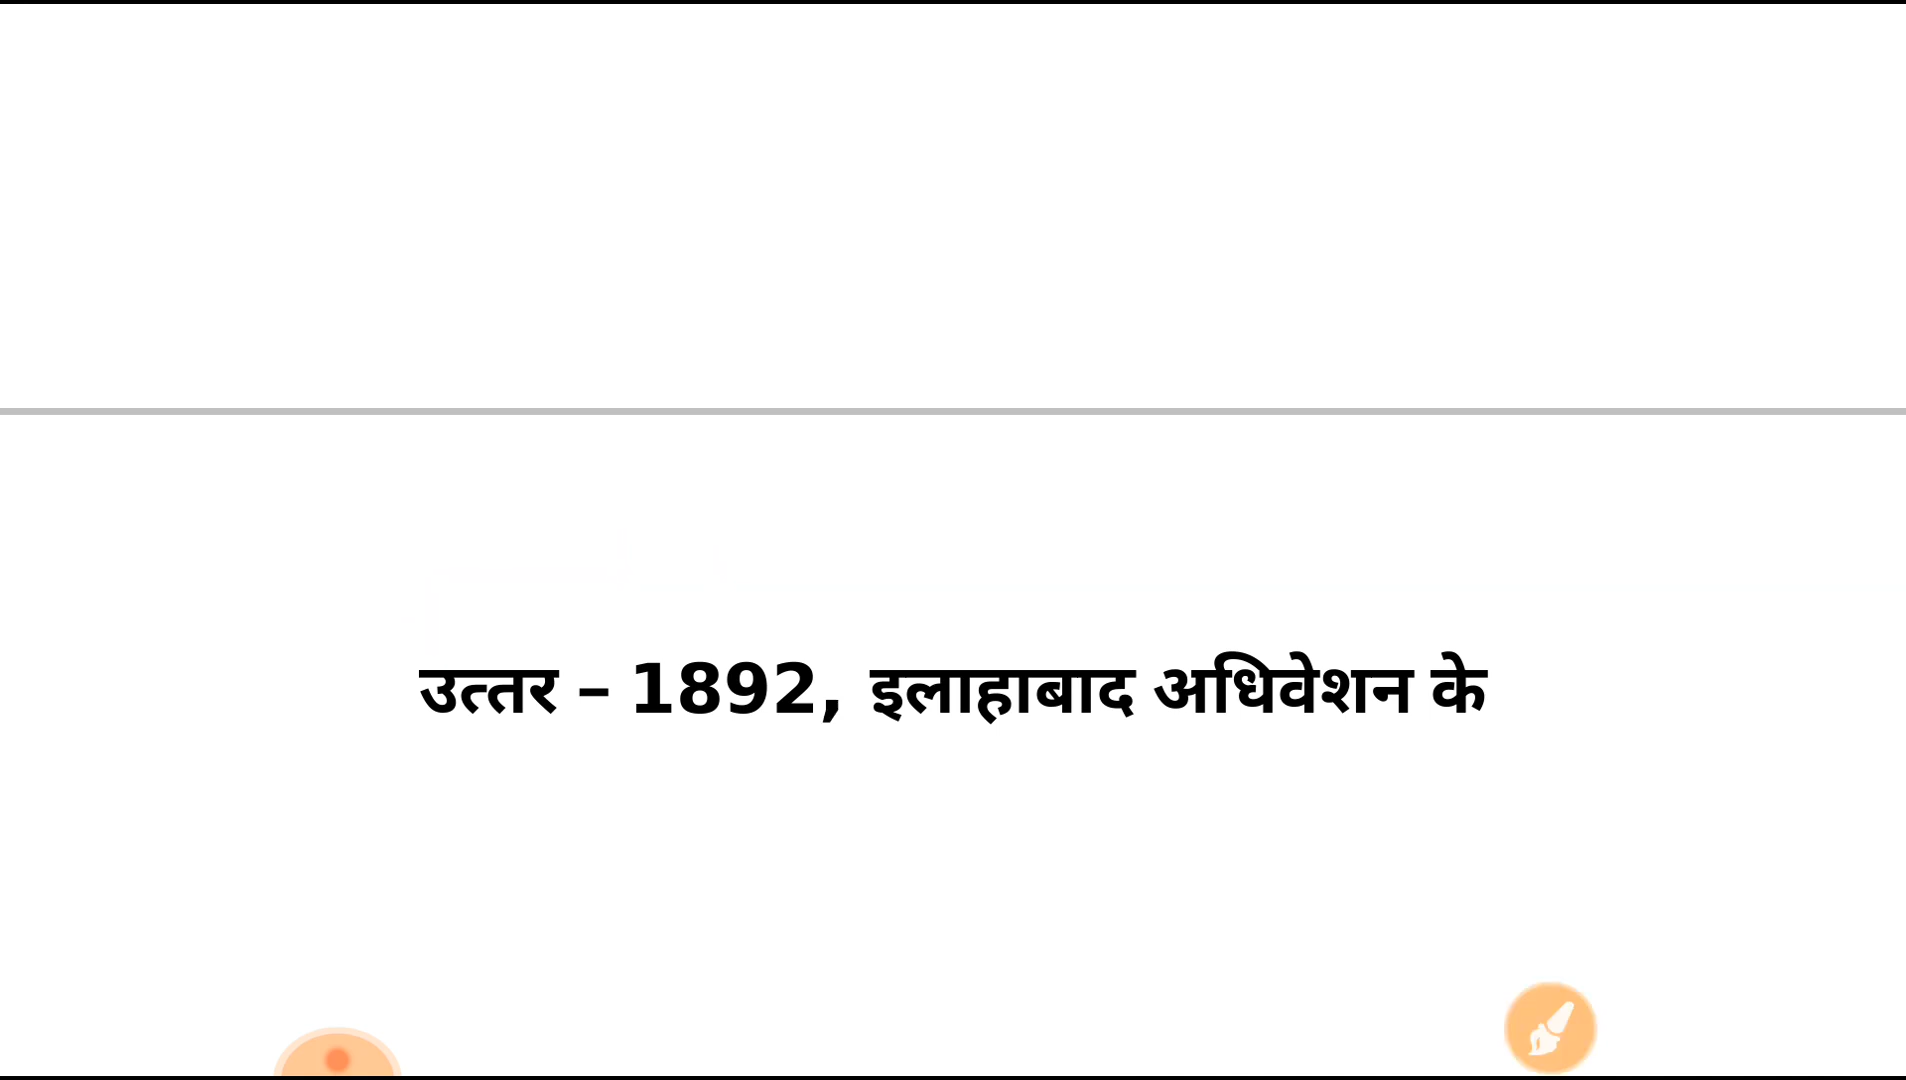 उत्तर – 1892, इलाहाबाद अधिवेशन के